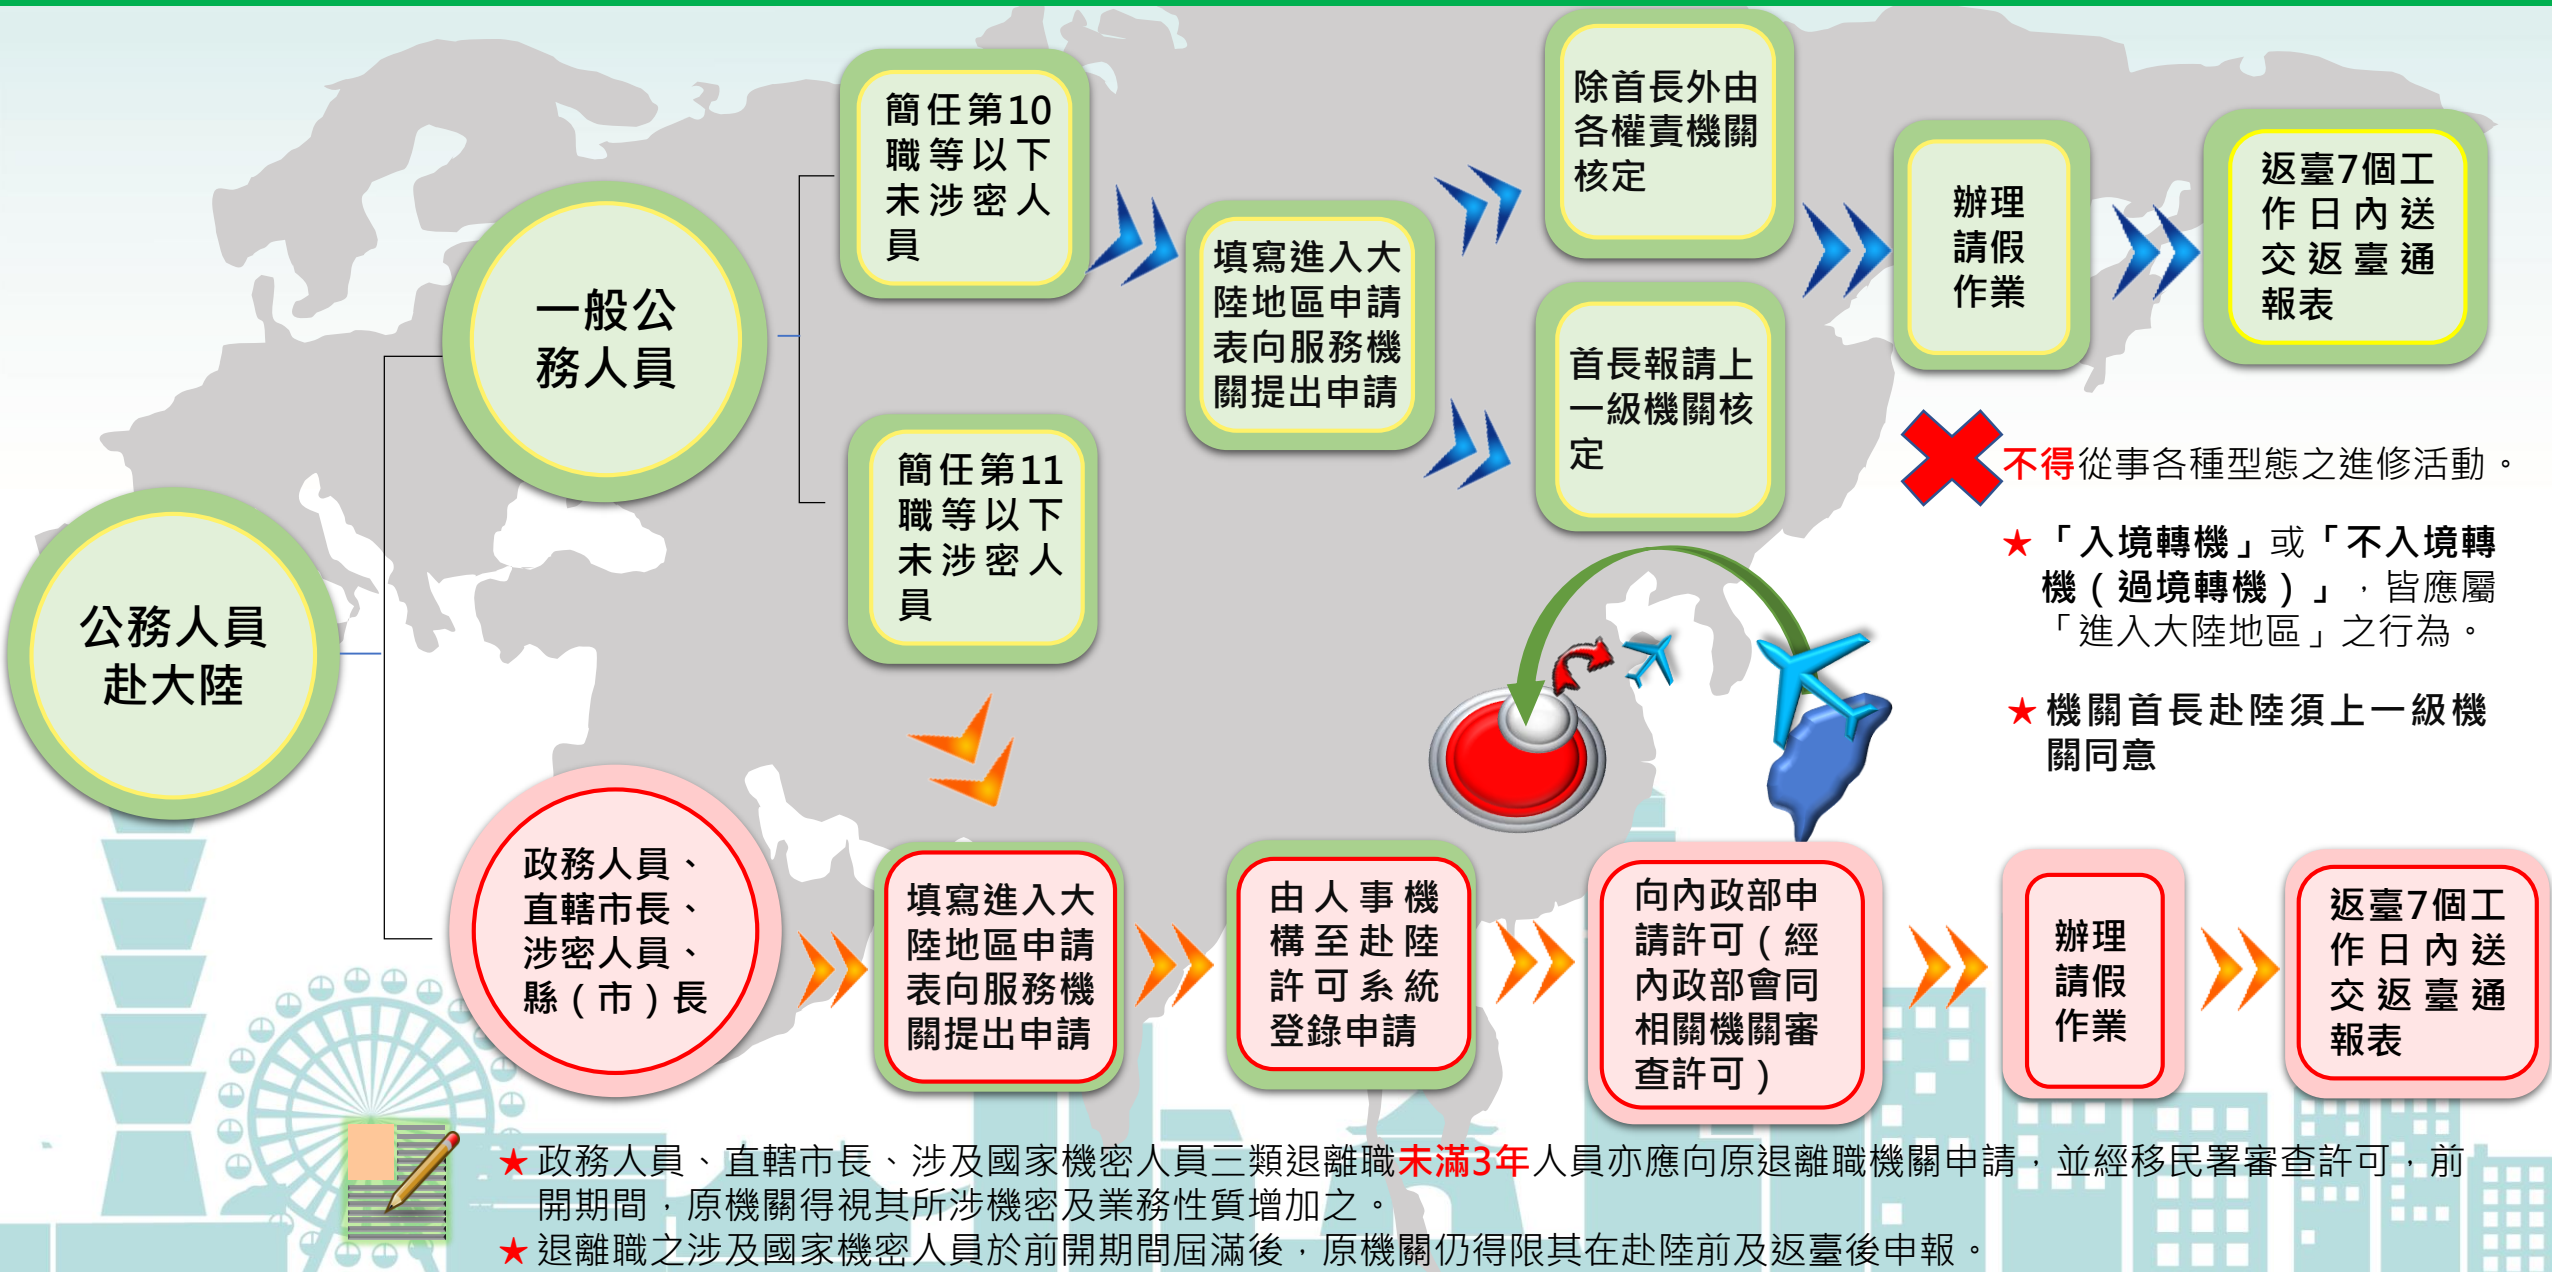 公務人員
赴大陸
一般公
務人員
簡任第10
職等以下
未涉密人
員
填寫進入大
陸地區申請
表向服務機
關提出申請
除首長外由
各權責機關
核定
首長報請上
一級機關核
定
辦理
請假
作業
返臺7個工
作日內送
交返臺通
報表
簡任第11
職等以下
未涉密人
員
不得從事各種型態之進修活動。
★「入境轉機」或「不入境轉
機（過境轉機）」，皆應屬
「進入大陸地區」之行為。
★機關首長赴陸須上一級機
關同意
政務人員、
直轄市長、
涉密人員、
縣（市）長
填寫進入大
陸地區申請
表向服務機
關提出申請
由人事機
構至赴陸
許可系統
登錄申請
向內政部申
請許可（經
內政部會同
相關機關審
查許可）
辦理
請假
作業
返臺7個工
作日內送
交返臺通
報表
★政務人員、直轄市長、涉及國家機密人員三類退離職未滿3年人員亦應向原退離職機關申請，並經移民署審查許可，前
開期間，原機關得視其所涉機密及業務性質增加之。
★退離職之涉及國家機密人員於前開期間屆滿後，原機關仍得限其在赴陸前及返臺後申報。